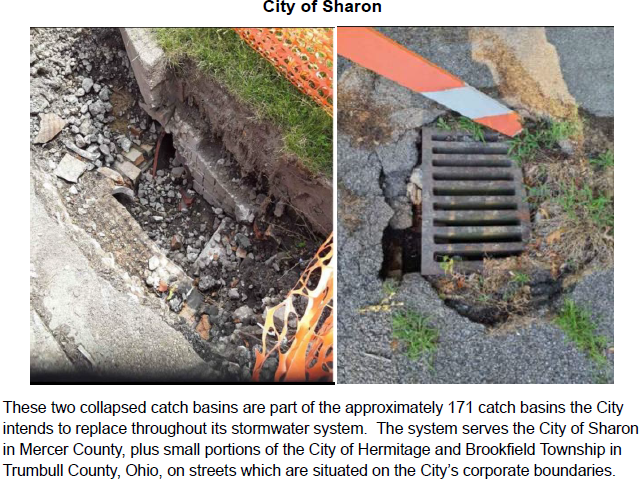 City of Sharon
These two collapsed catch basins are part of the approximately 171 catch basins the City
intends to replace throughout its stormwater system.  The system serves the City of Sharon
in Mercer County, plus small portions of the City of Hermitage and Brookfield Township in
Trumbull County, Ohio, on streets which are situated on the City's corporate boundaries.